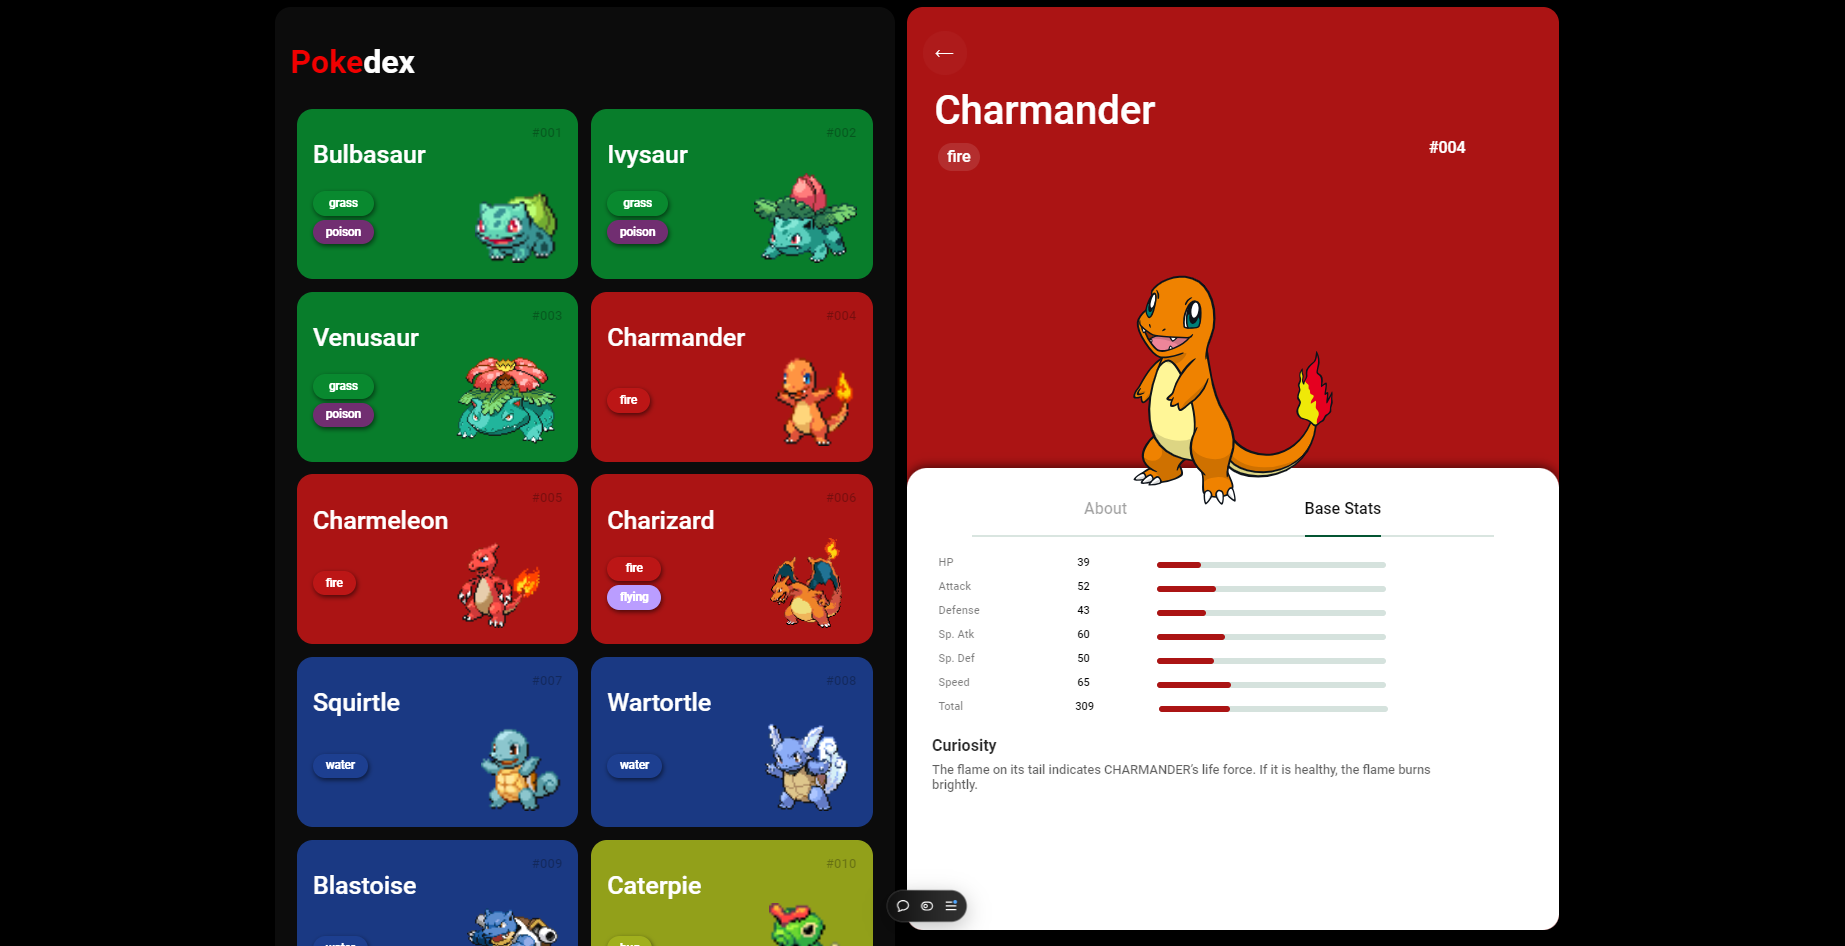 Pokedex
#001
Bulbasaur
grass
poison
#002
Ivysaur
grass
poison
#003
Venusaur
grass
poison
#004
Charmander
fire
#005
Charmeleon
fire
#006
Charizard
fire
flying
#007
Squirtle
water
#008
Wartortle
water
#009
Blastoise
water
#010
Caterpie
bug
←
Charmander
fire
#004
About Base Stats
HP 39
Attack 52
Defense 43
Sp. Atk 60
Sp. Def 50
Speed 65
Total 309
Curiosity
The flame on its tail indicates CHARMANDER's life force. If it is healthy, the flame burns
brightly.